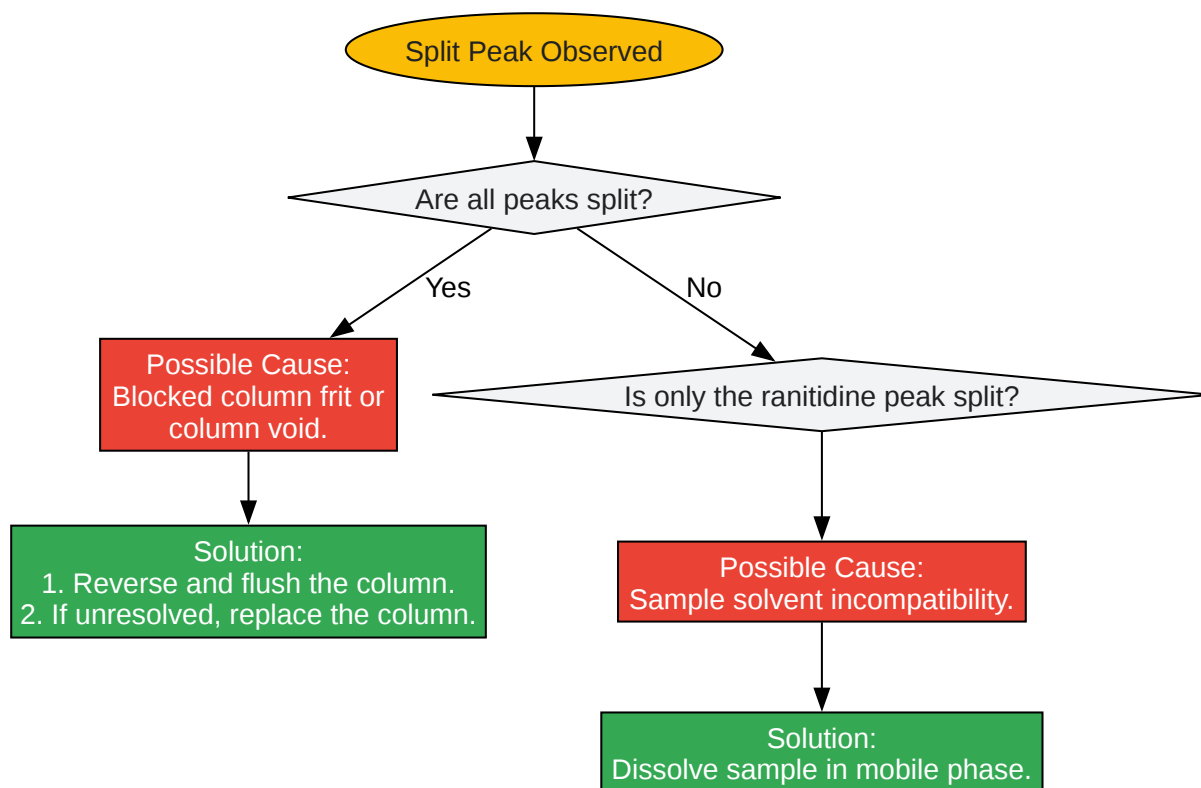 Split Peak Observed
Are all peaks split?
Yes
No
Possible Cause:
Blocked column frit or
column void.
Is only the ranitidine peak split?
Solution:
1. Reverse and flush the column.
2. If unresolved, replace the column.
Possible Cause:
Sample solvent incompatibility.
Solution:
Dissolve sample in mobile phase.